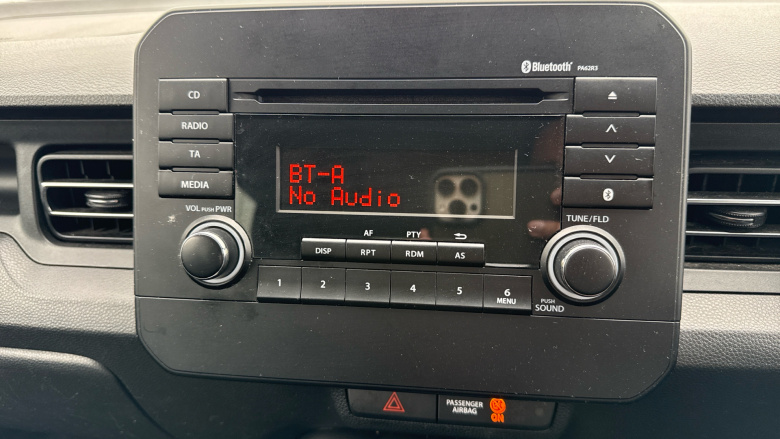 Bluetooth® PA62R3
CD
RADIO
TA
MEDIA
BT-A
No Audio
VOL PUSH PWR
TUNE/FLD
AF PTY
DISP RPT RDM AS
1 2 3 4 5 6
MENU
PUSH
SOUND
PASSENGER
AIRBAG
ON